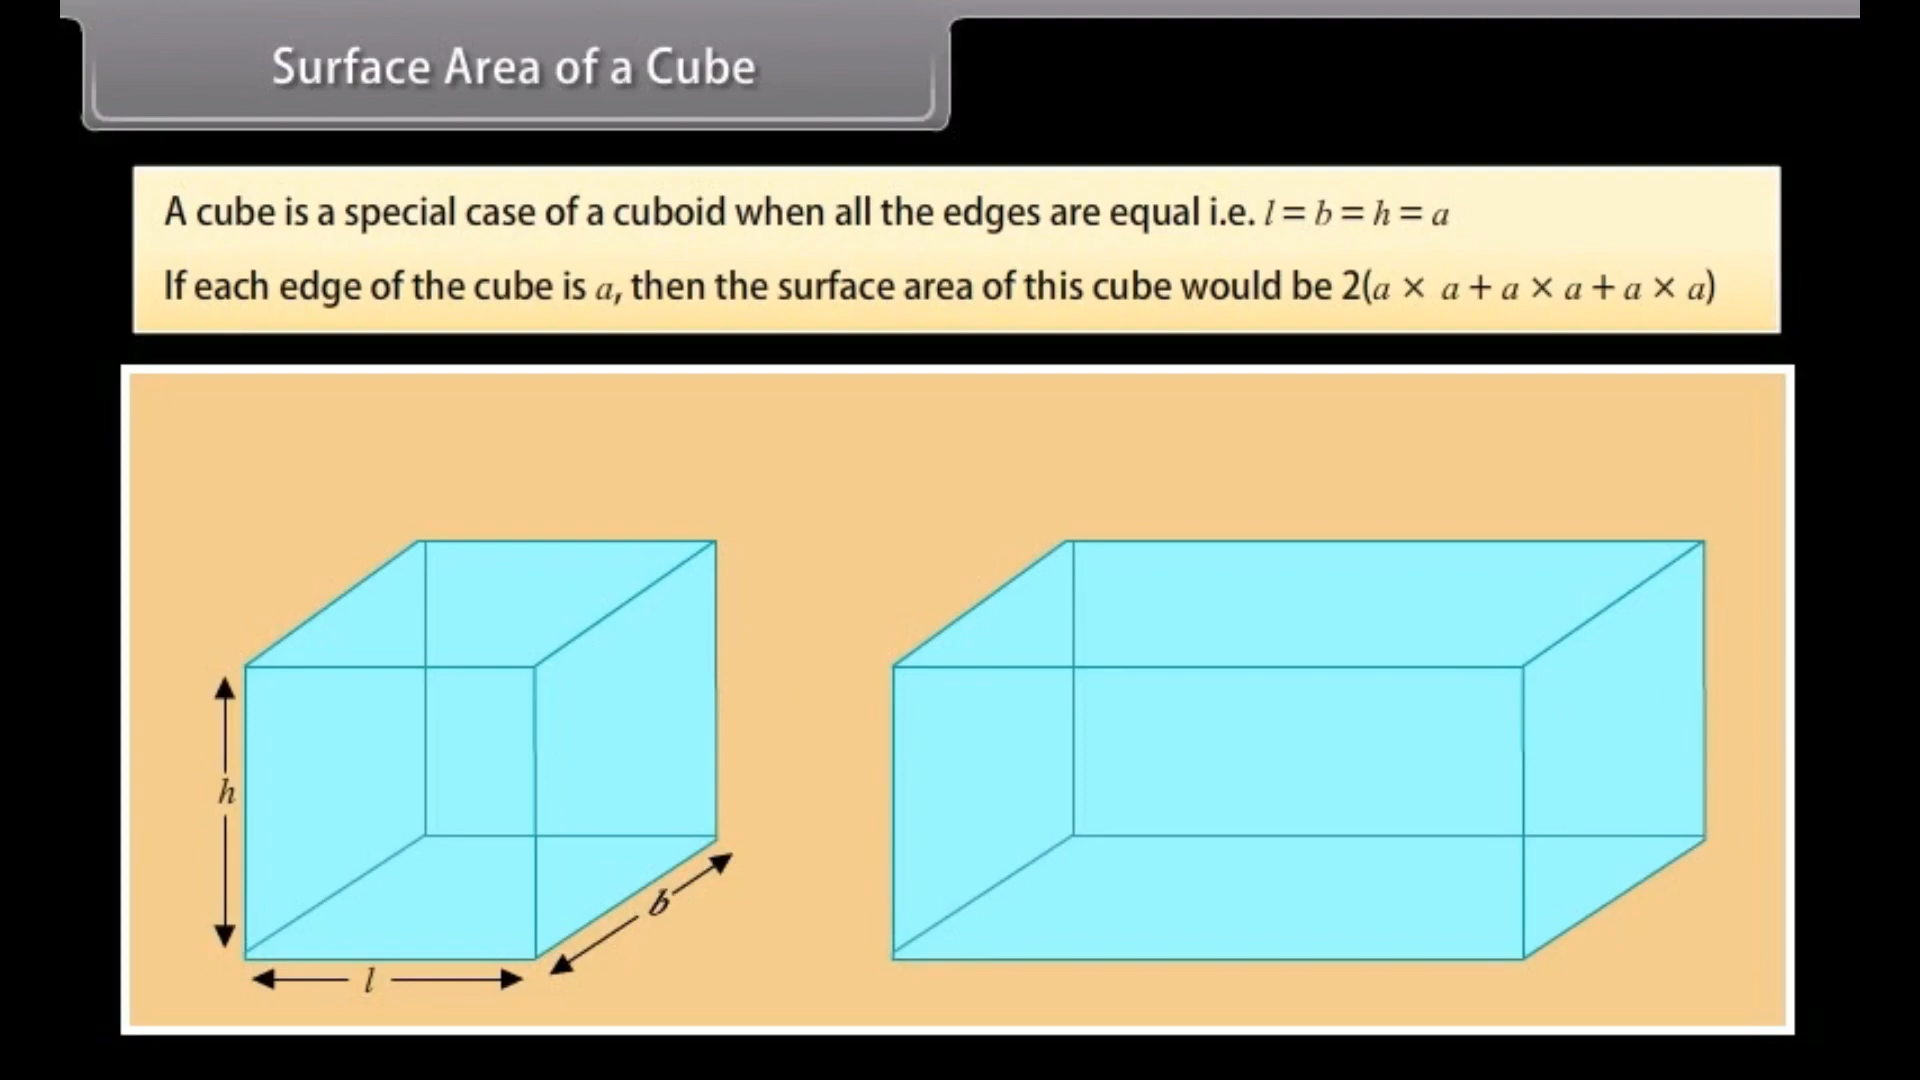 Surface Area of a Cube
A cube is a special case of a cuboid when all the edges are equal i.e. l = b = h = a
If each edge of the cube is a, then the surface area of this cube would be 2(a × a + a × a + a × a)
h
b
l